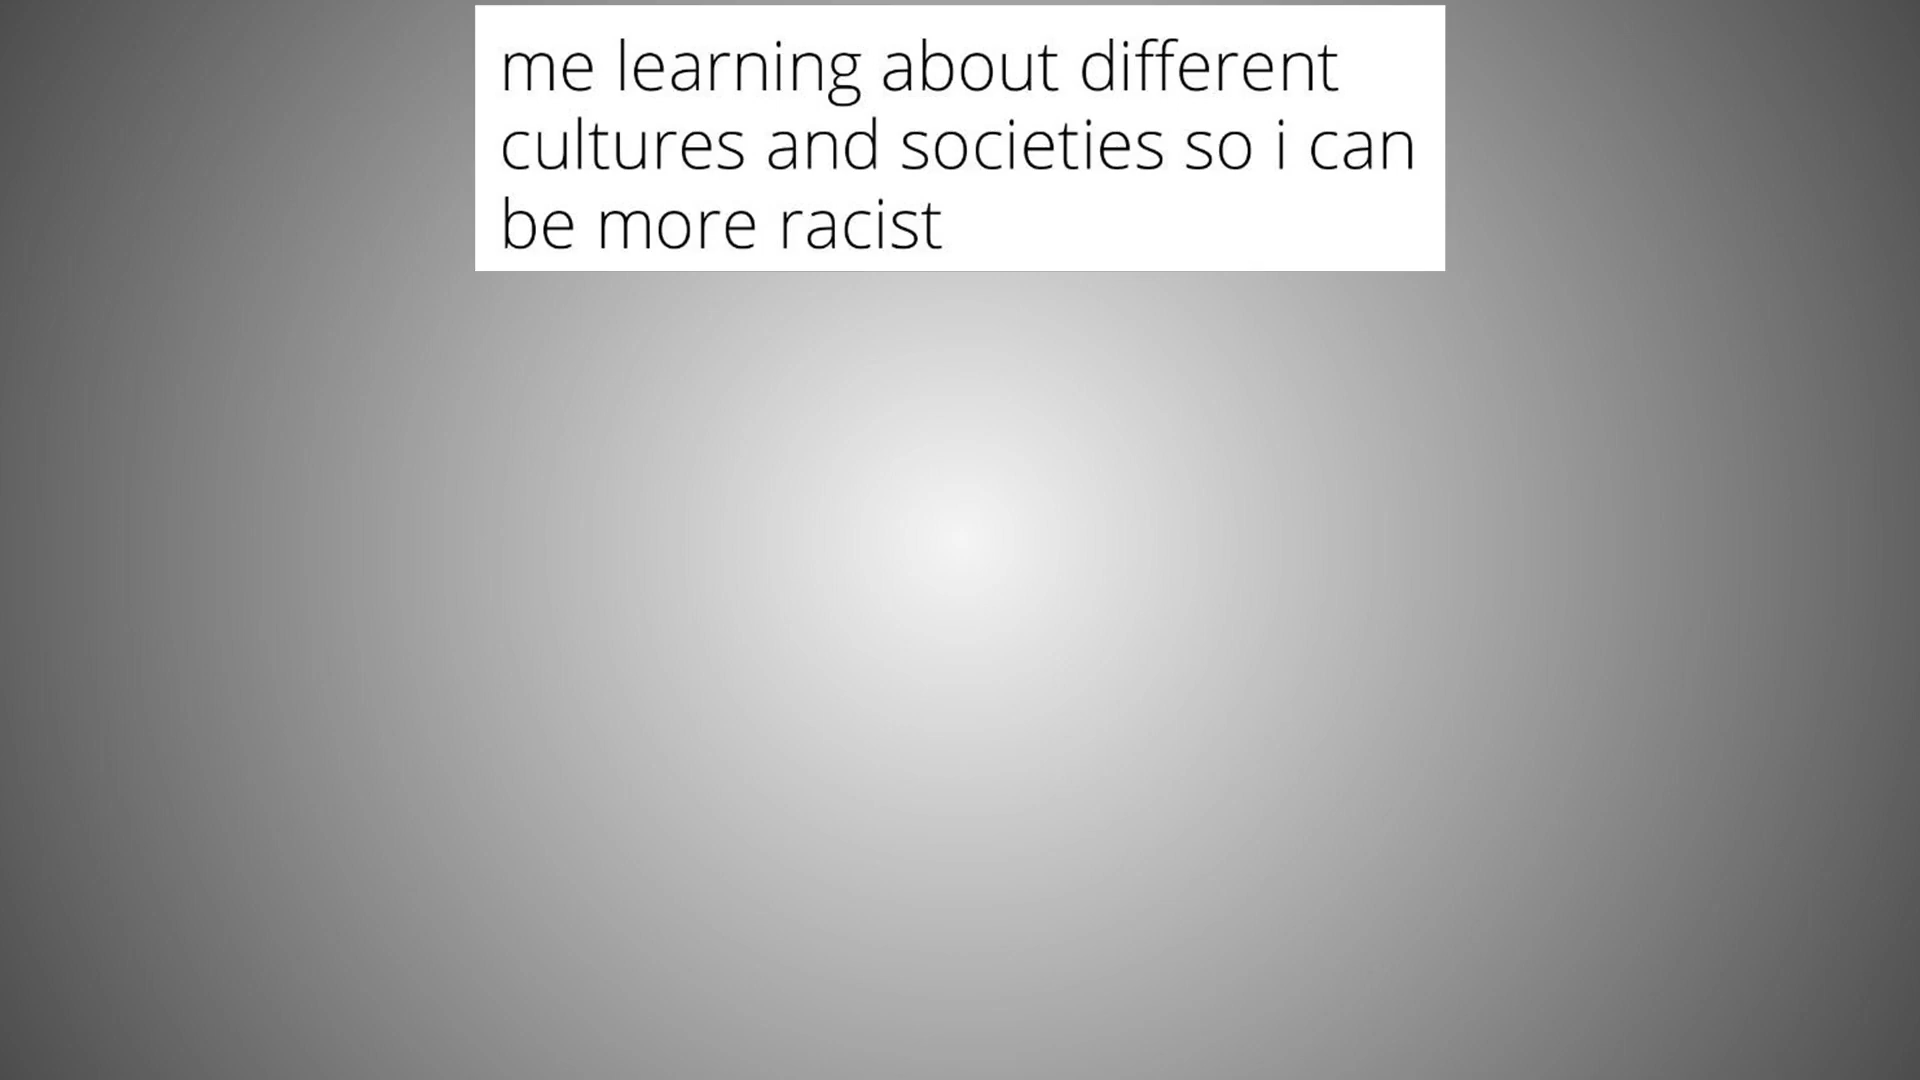 me learning about different
cultures and societies so i can
be more racist